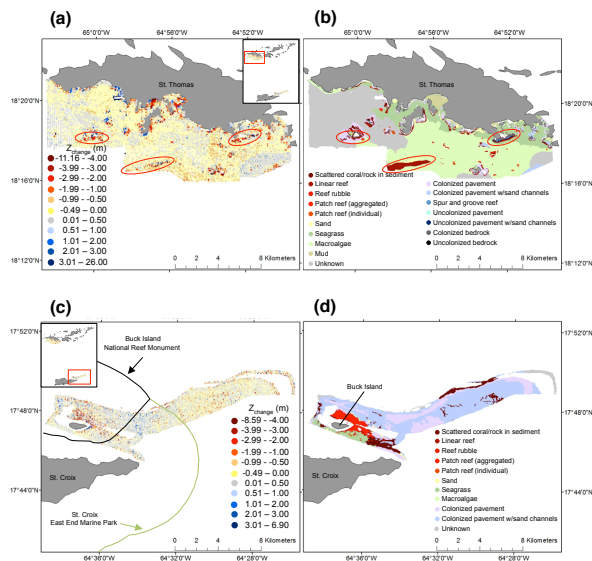 (a)
65°0'0"W
64°56'0"W
64°52'0"W
St. Thomas
18°20'0"N
18°16'0"N
18°12'0"N
Zchange (m)
-11.16 – -4.00
-3.99 – -3.00
-2.99 – -2.00
-1.99 – -1.00
-0.99 – -0.50
-0.49 – 0.00
0.01 – 0.50
0.51 – 1.00
1.01 – 2.00
2.01 – 3.00
3.01 – 26.00
0 2 4 8 Kilometers
(b)
65°0'0"W
64°56'0"W
64°52'0"W
St. Thomas
18°20'0"N
18°16'0"N
18°12'0"N
Scattered coral/rock in sediment
Linear reef
Reef rubble
Patch reef (aggregated)
Patch reef (individual)
Sand
Seagrass
Macroalgae
Mud
Unknown
Colonized pavement
Colonized pavement w/sand channels
Spur and groove reef
Uncolonized pavement
Uncolonized pavement w/sand channels
Colonized bedrock
Uncolonized bedrock
0 2 4 8 Kilometers
(c)
17°52'0"N
17°48'0"N
17°44'0"N
Buck Island
National Reef Monument
St. Croix
St. Croix
East End Marine Park
Zchange (m)
-8.59 – -4.00
-3.99 – -3.00
-2.99 – -2.00
-1.99 – -1.00
-0.99 – -0.50
-0.49 – 0.00
0.01 – 0.50
0.51 – 1.00
1.01 – 2.00
2.01 – 3.00
3.01 – 6.90
0 2 4 8 Kilometers
64°36'0"W
64°32'0"W
64°28'0"W
(d)
17°52'0"N
17°48'0"N
17°44'0"N
Buck Island
St. Croix
Scattered coral/rock in sediment
Linear reef
Reef rubble
Patch reef (aggregated)
Patch reef (individual)
Sand
Seagrass
Macroalgae
Colonized pavement
Colonized pavement w/sand channels
Unknown
0 2 4 8 Kilometers
64°36'0"W
64°32'0"W
64°28'0"W